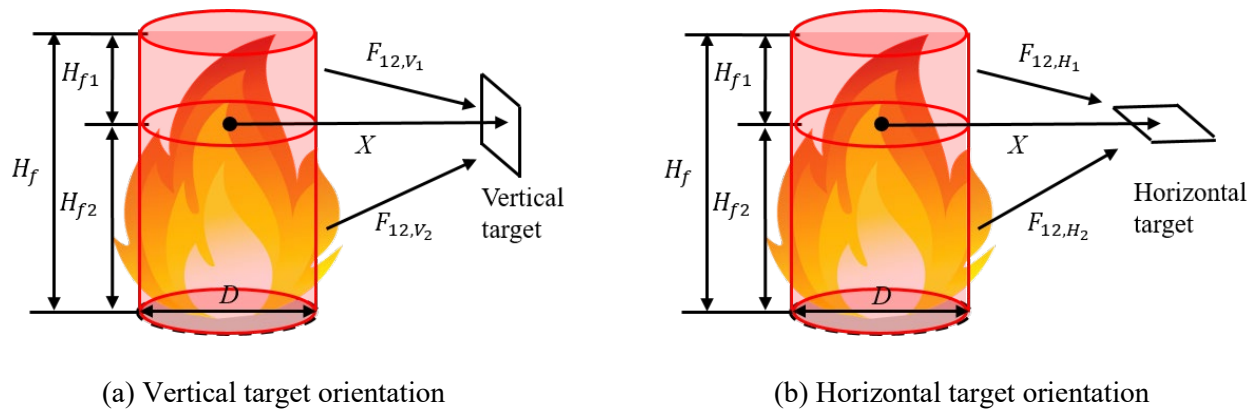 H_{f1}
F_{12,V_1}
X
H_f
H_{f2}
F_{12,V_2}
Vertical
target
D
(a) Vertical target orientation
H_{f1}
F_{12,H_1}
X
H_f
H_{f2}
F_{12,H_2}
Horizontal
target
D
(b) Horizontal target orientation